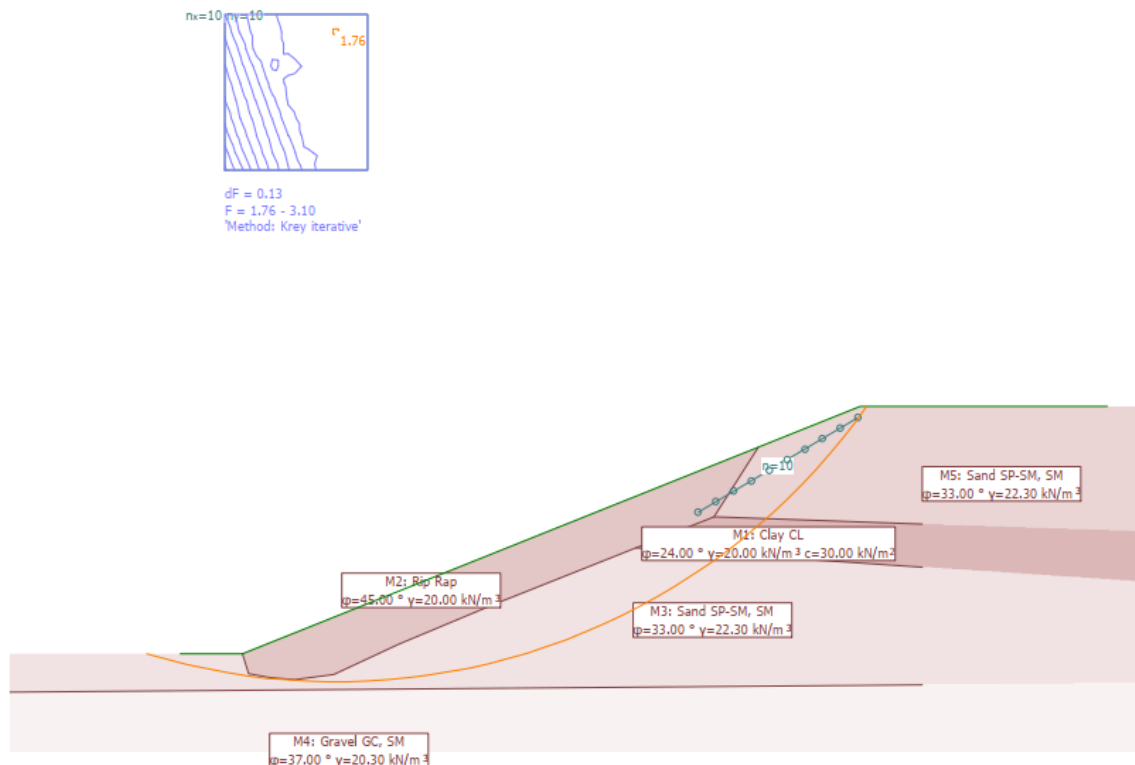 nx=10 ny=10
1.76
dF = 0.13
F = 1.76 - 3.10
'Method: Krey iterative'
n=10
M5: Sand SP-SM, SM
φ=33.00 ° γ=22.30 kN/m³
M1: Clay CL
φ=24.00 ° γ=20.00 kN/m³ c=30.00 kN/m²
M2: Rip Rap
φ=45.00 ° γ=20.00 kN/m³
M3: Sand SP-SM, SM
φ=33.00 ° γ=22.30 kN/m³
M4: Gravel GC, SM
φ=37.00 ° γ=20.30 kN/m³